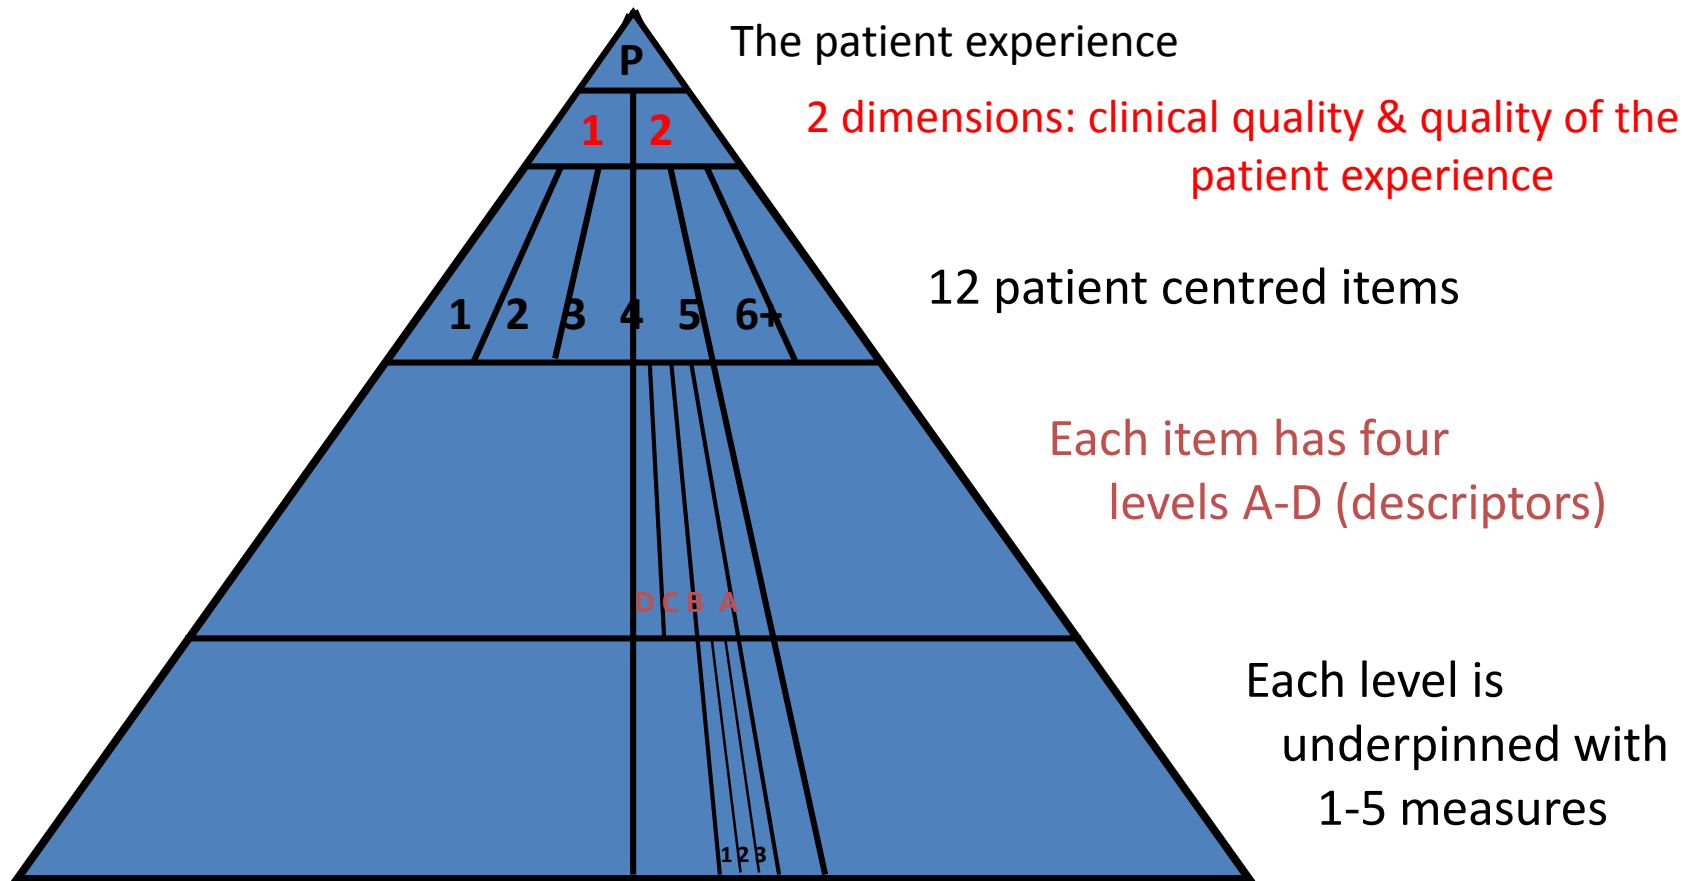 P
The patient experience
1 2
2 dimensions: clinical quality & quality of the
patient experience
1 2 3 4 5 6+
12 patient centred items
Each item has four
levels A-D (descriptors)
D C B A
Each level is
underpinned with
1-5 measures
1 2 3